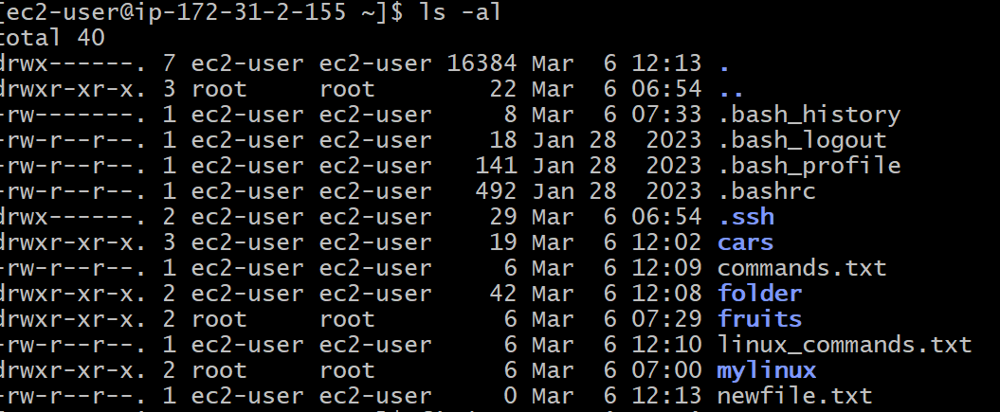 [ec2-user@ip-172-31-2-155 ~]$ ls -al
total 40
drwx------. 7 ec2-user ec2-user 16384 Mar  6 12:13 .
drwxr-xr-x. 3 root     root        22 Mar  6 06:54 ..
-rw-------. 1 ec2-user ec2-user     8 Mar  6 07:33 .bash_history
-rw-r--r--. 1 ec2-user ec2-user    18 Jan 28  2023 .bash_logout
-rw-r--r--. 1 ec2-user ec2-user   141 Jan 28  2023 .bash_profile
-rw-r--r--. 1 ec2-user ec2-user   492 Jan 28  2023 .bashrc
drwx------. 2 ec2-user ec2-user    29 Mar  6 06:54 .ssh
drwxr-xr-x. 3 ec2-user ec2-user    19 Mar  6 12:02 cars
-rw-r--r--. 1 ec2-user ec2-user     6 Mar  6 12:09 commands.txt
drwxr-xr-x. 2 ec2-user ec2-user    42 Mar  6 12:08 folder
drwxr-xr-x. 2 root     root         6 Mar  6 07:29 fruits
-rw-r--r--. 1 ec2-user ec2-user     6 Mar  6 12:10 linux_commands.txt
drwxr-xr-x. 2 root     root         6 Mar  6 07:00 mylinux
-rw-r--r--. 1 ec2-user ec2-user     0 Mar  6 12:13 newfile.txt